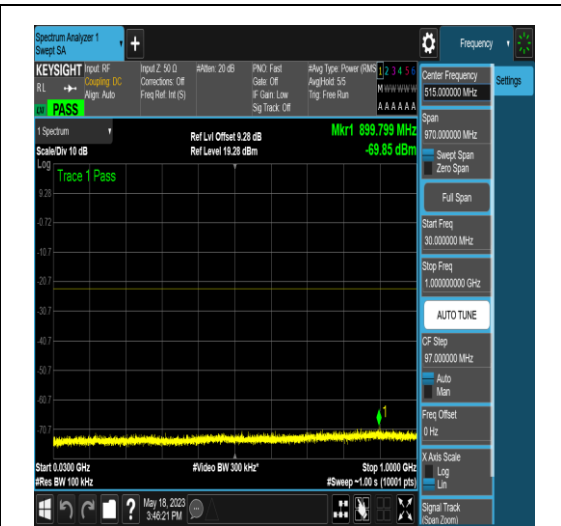 Spectrum Analyzer 1
Swept SA
+
Frequency
KEYSIGHT
RL
Input: RF
Coupling: DC
Align: Auto
Input Z: 50 Ω
Corrections: Off
Freq Ref: Int (S)
#Atten: 20 dB
PNO: Fast
Gate: Off
IF Gain: Low
Sig Track: Off
#Avg Type: Power (RMS
Avg|Hold: 5/5
Trig: Free Run
1 2 3 4 5 6
M W W W W W
A A A A A A
PASS
1 Spectrum
Scale/Div 10 dB
Ref Lvl Offset 9.28 dB
Ref Level 19.28 dBm
Mkr1 899.799 MHz
-69.85 dBm
Log
Trace 1 Pass
9.28
-0.72
-10.7
-20.7
-30.7
-40.7
-50.7
-60.7
-70.7
1
Start 0.0300 GHz
#Res BW 100 kHz
#Video BW 300 kHz*
Stop 1.0000 GHz
#Sweep ~1.00 s (10001 pts)
?
May 18, 2023
3:46:21 PM
Center Frequency
515.000000 MHz
Settings
Span
970.000000 MHz
Swept Span
Zero Span
Full Span
Start Freq
30.000000 MHz
Stop Freq
1.000000000 GHz
AUTO TUNE
CF Step
97.000000 MHz
Auto
Man
Freq Offset
0 Hz
X Axis Scale
Log
Lin
Signal Track
(Span Zoom)